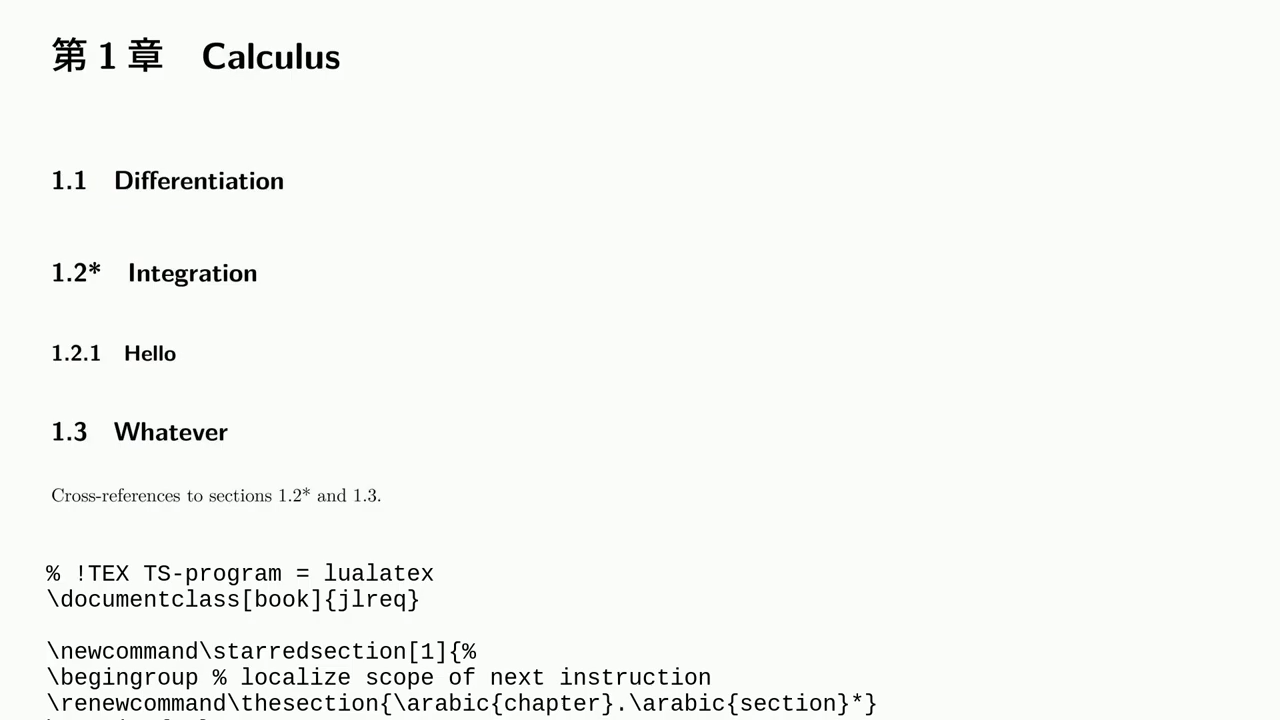 第 1 章 Calculus
1.1 Differentiation
1.2* Integration
1.2.1 Hello
1.3 Whatever
Cross-references to sections 1.2* and 1.3.
% !TEX TS-program = lualatex
\documentclass[book]{jlreq}
\newcommand\starredsection[1]{%
\begingroup % localize scope of next instruction
\renewcommand\thesection{\arabic{chapter}.\arabic{section}*}